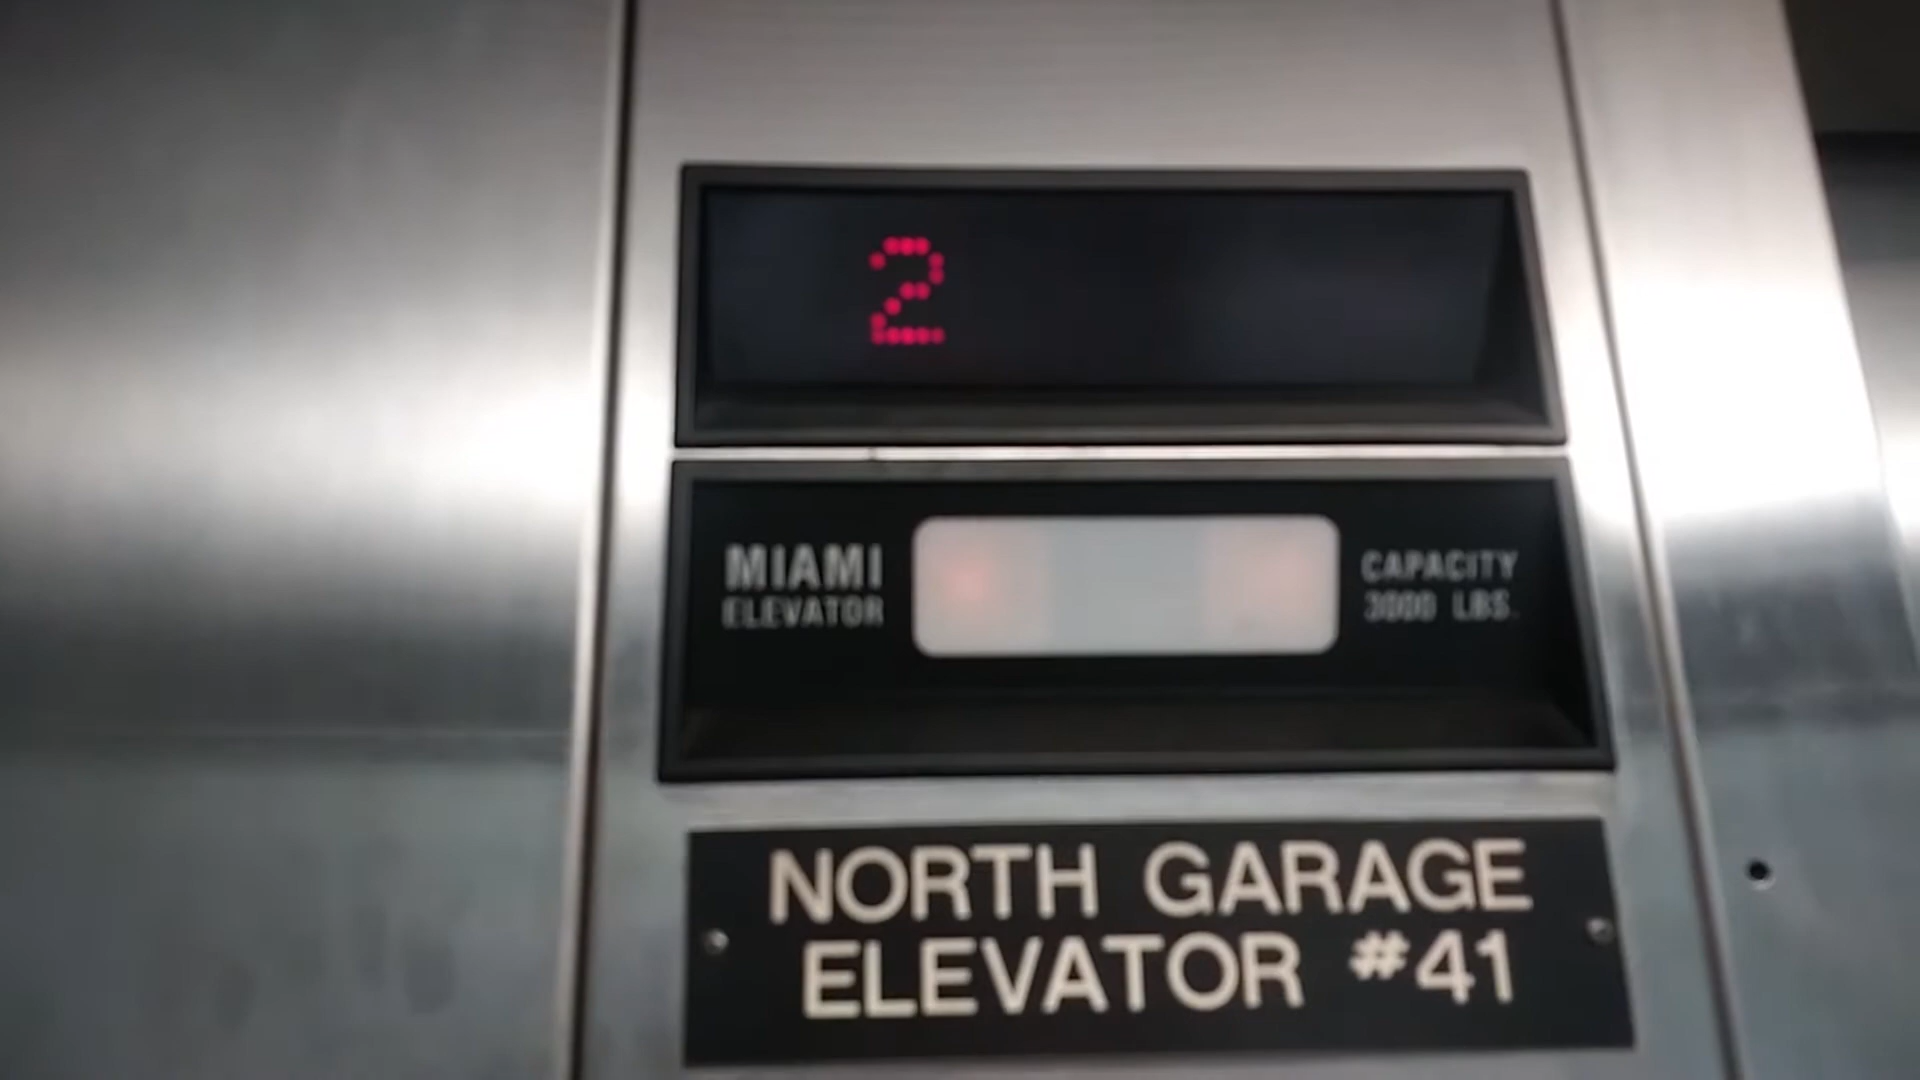 2
MIAMI
ELEVATOR
CAPACITY
3000 LBS.
NORTH GARAGE
ELEVATOR #41